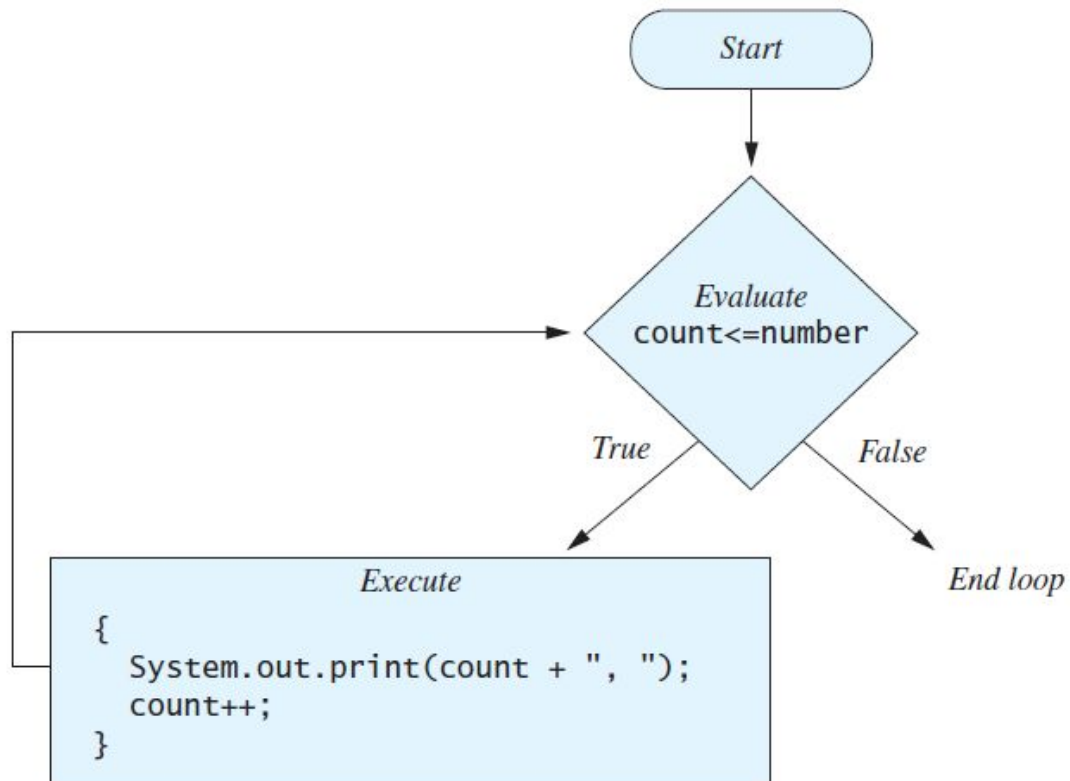 Start
Evaluate
count<=number
True
False
End loop
Execute
{
System.out.print(count + ", ");
count++;
}